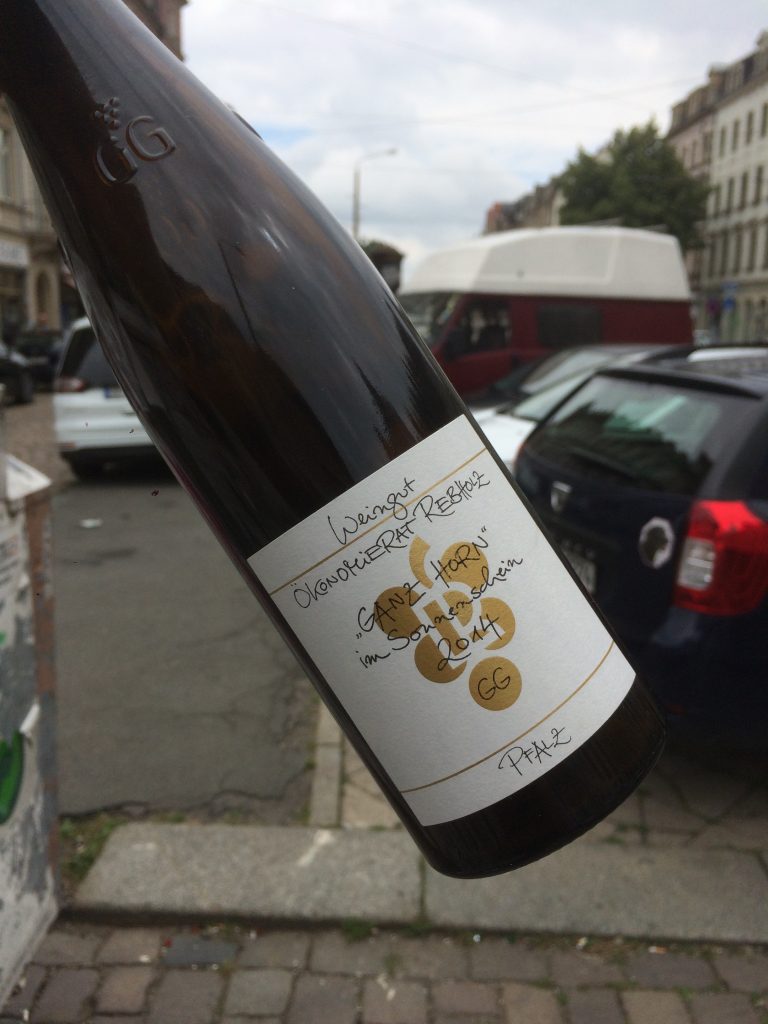 GG
Weingut
ÖKONOMIERAT REBHOLZ
„GANZ HORN"
im Sonnenschein
2014
GG
PFALZ